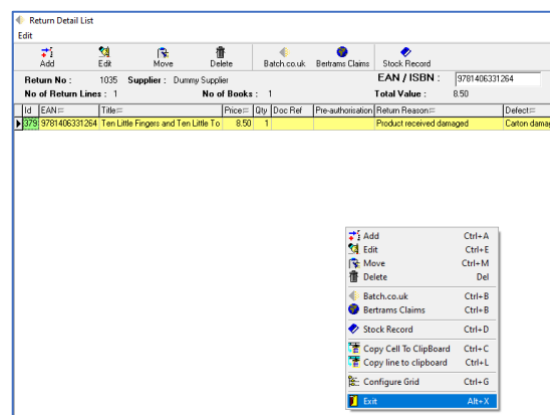 Return Detail List
Edit
Add Edit Move Delete Batch.co.uk Bertrams Claims Stock Record
Return No : 1035 Supplier : Dummy Supplier EAN / ISBN : 9781406331264
No of Return Lines : 1 No of Books : 1 Total Value : 8.50
Id EAN Title Price Qty Doc Ref Pre-authorisation Return Reason Defect
379 9781406331264 Ten Little Fingers and Ten Little To 8.50 1 Product received damaged Carton damag
Add Ctrl+A
Edit Ctrl+E
Move Ctrl+M
Delete Del
Batch.co.uk Ctrl+B
Bertrams Claims Ctrl+B
Stock Record Ctrl+D
Copy Cell To ClipBoard Ctrl+C
Copy line to clipboard Ctrl+L
Configure Grid Ctrl+G
Exit Alt+X